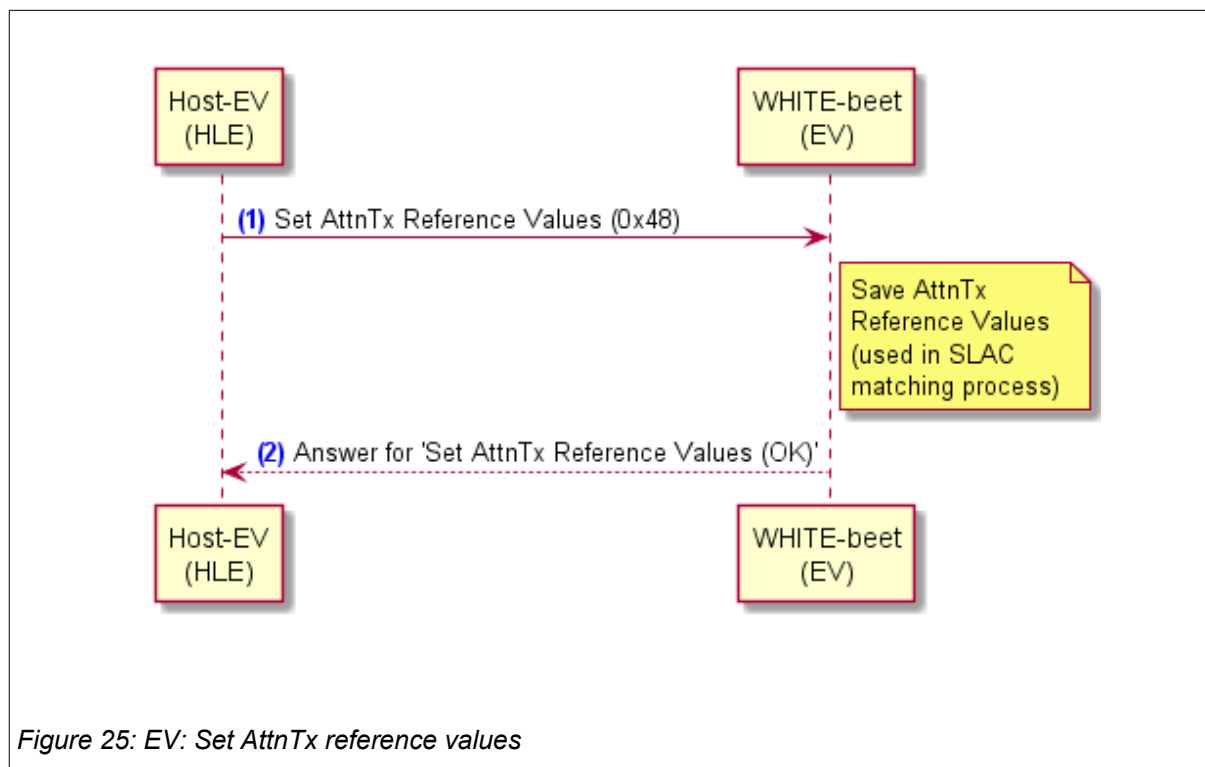 Host-EV
(HLE)
WHITE-beet
(EV)
(1) Set AttnTx Reference Values (0x48)
Save AttnTx
Reference Values
(used in SLAC
matching process)
(2) Answer for 'Set AttnTx Reference Values (OK)'
Host-EV
(HLE)
WHITE-beet
(EV)
Figure 25: EV: Set AttnTx reference values